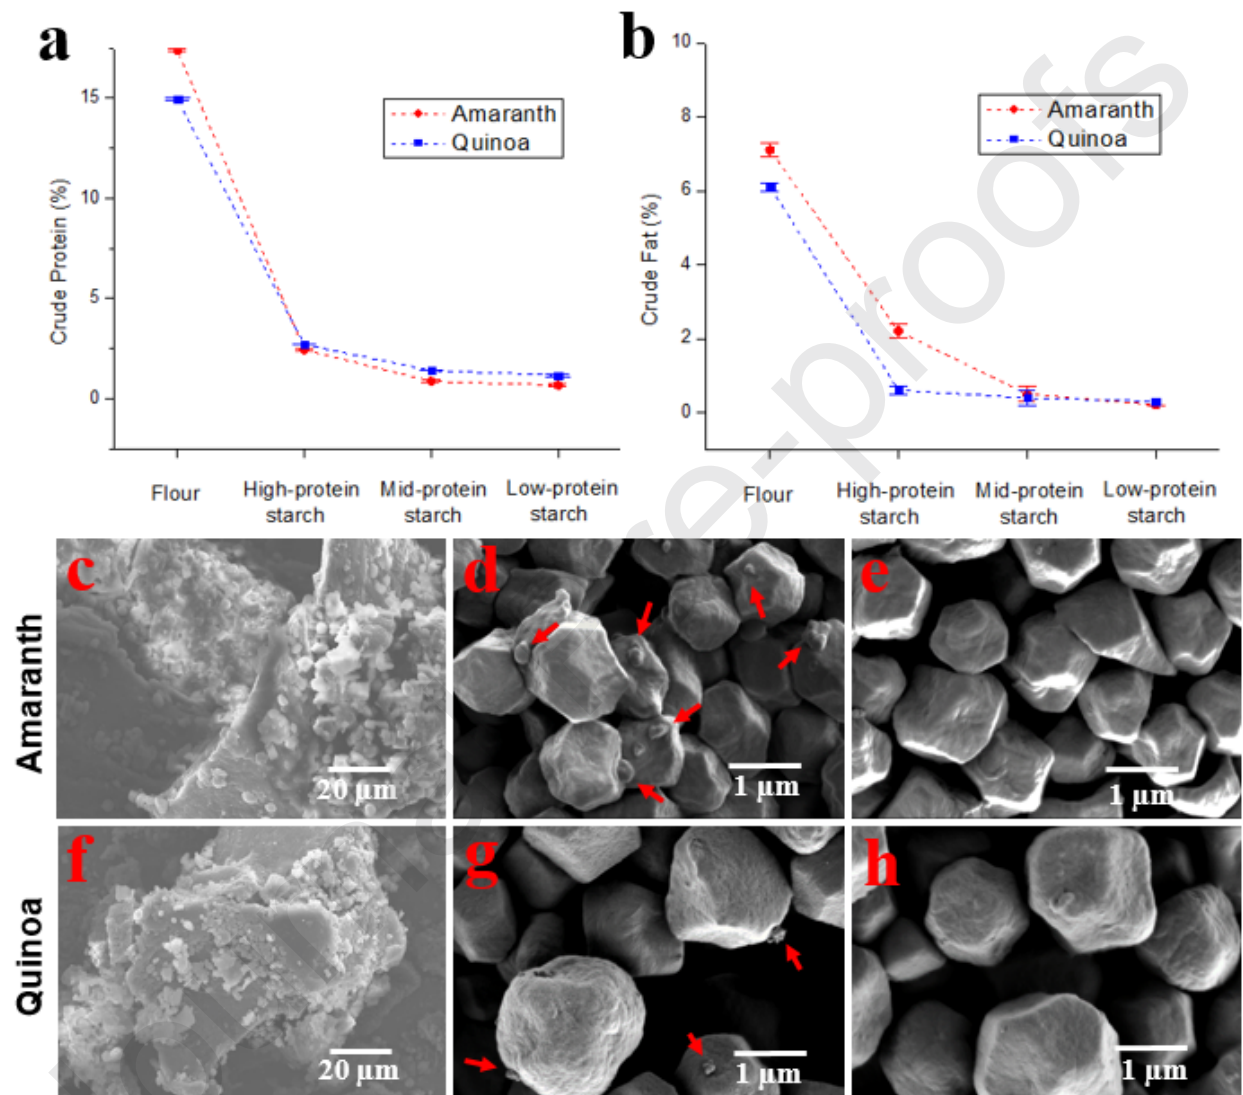 a
15
10
5
0
Crude Protein (%)
Amaranth
Quinoa
Flour
High-protein
starch
Mid-protein
starch
Low-protein
starch
b
10
8
6
4
2
0
Crude Fat (%)
Amaranth
Quinoa
Flour
High-protein
starch
Mid-protein
starch
Low-protein
starch
Amaranth
c
20 µm
d
1 µm
e
1 µm
Quinoa
f
20 µm
g
1 µm
h
1 µm
re-proofs